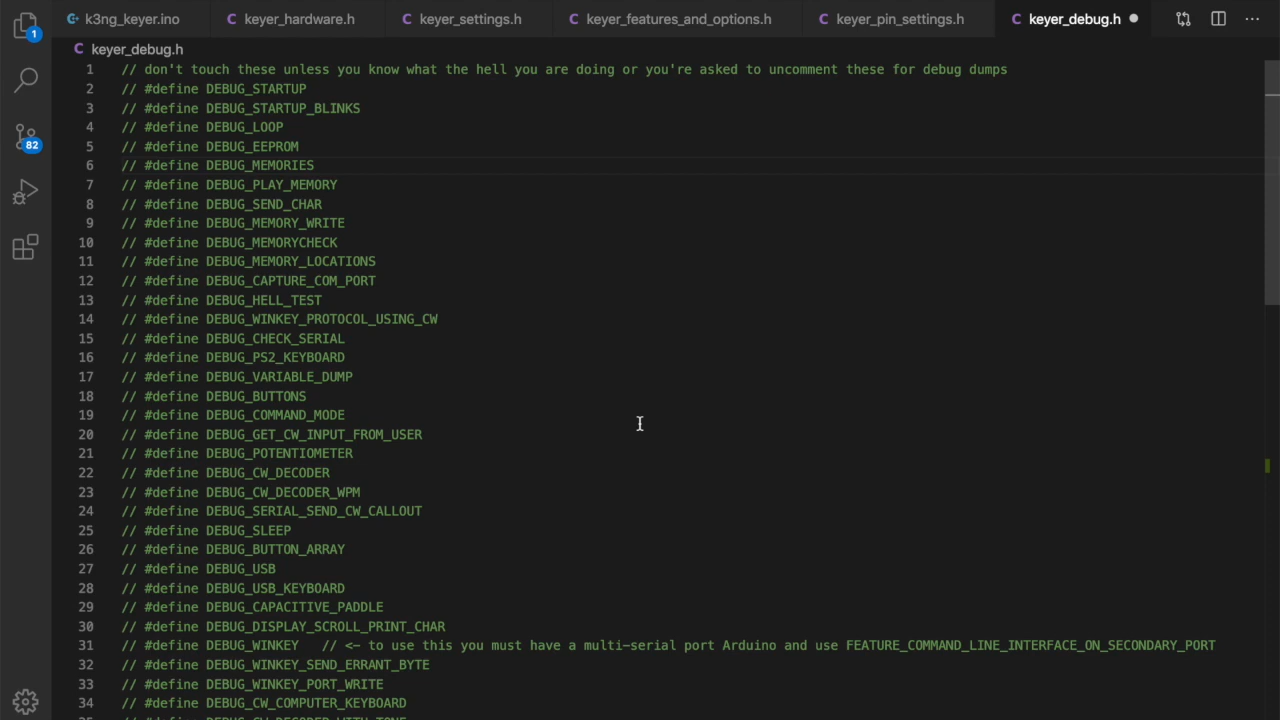 k3ng_keyer.ino
C keyer_hardware.h
C keyer_settings.h
C keyer_features_and_options.h
C keyer_pin_settings.h
C keyer_debug.h
1
C keyer_debug.h
82
1 // don't touch these unless you know what the hell you are doing or you're asked to uncomment these for debug dumps
2 // #define DEBUG_STARTUP
3 // #define DEBUG_STARTUP_BLINKS
4 // #define DEBUG_LOOP
5 // #define DEBUG_EEPROM
6 // #define DEBUG_MEMORIES
7 // #define DEBUG_PLAY_MEMORY
8 // #define DEBUG_SEND_CHAR
9 // #define DEBUG_MEMORY_WRITE
10 // #define DEBUG_MEMORYCHECK
11 // #define DEBUG_MEMORY_LOCATIONS
12 // #define DEBUG_CAPTURE_COM_PORT
13 // #define DEBUG_HELL_TEST
14 // #define DEBUG_WINKEY_PROTOCOL_USING_CW
15 // #define DEBUG_CHECK_SERIAL
16 // #define DEBUG_PS2_KEYBOARD
17 // #define DEBUG_VARIABLE_DUMP
18 // #define DEBUG_BUTTONS
19 // #define DEBUG_COMMAND_MODE
20 // #define DEBUG_GET_CW_INPUT_FROM_USER
21 // #define DEBUG_POTENTIOMETER
22 // #define DEBUG_CW_DECODER
23 // #define DEBUG_CW_DECODER_WPM
24 // #define DEBUG_SERIAL_SEND_CW_CALLOUT
25 // #define DEBUG_SLEEP
26 // #define DEBUG_BUTTON_ARRAY
27 // #define DEBUG_USB
28 // #define DEBUG_USB_KEYBOARD
29 // #define DEBUG_CAPACITIVE_PADDLE
30 // #define DEBUG_DISPLAY_SCROLL_PRINT_CHAR
31 // #define DEBUG_WINKEY   // <- to use this you must have a multi-serial port Arduino and use FEATURE_COMMAND_LINE_INTERFACE_ON_SECONDARY_PORT
32 // #define DEBUG_WINKEY_SEND_ERRANT_BYTE
33 // #define DEBUG_WINKEY_PORT_WRITE
34 // #define DEBUG_CW_COMPUTER_KEYBOARD